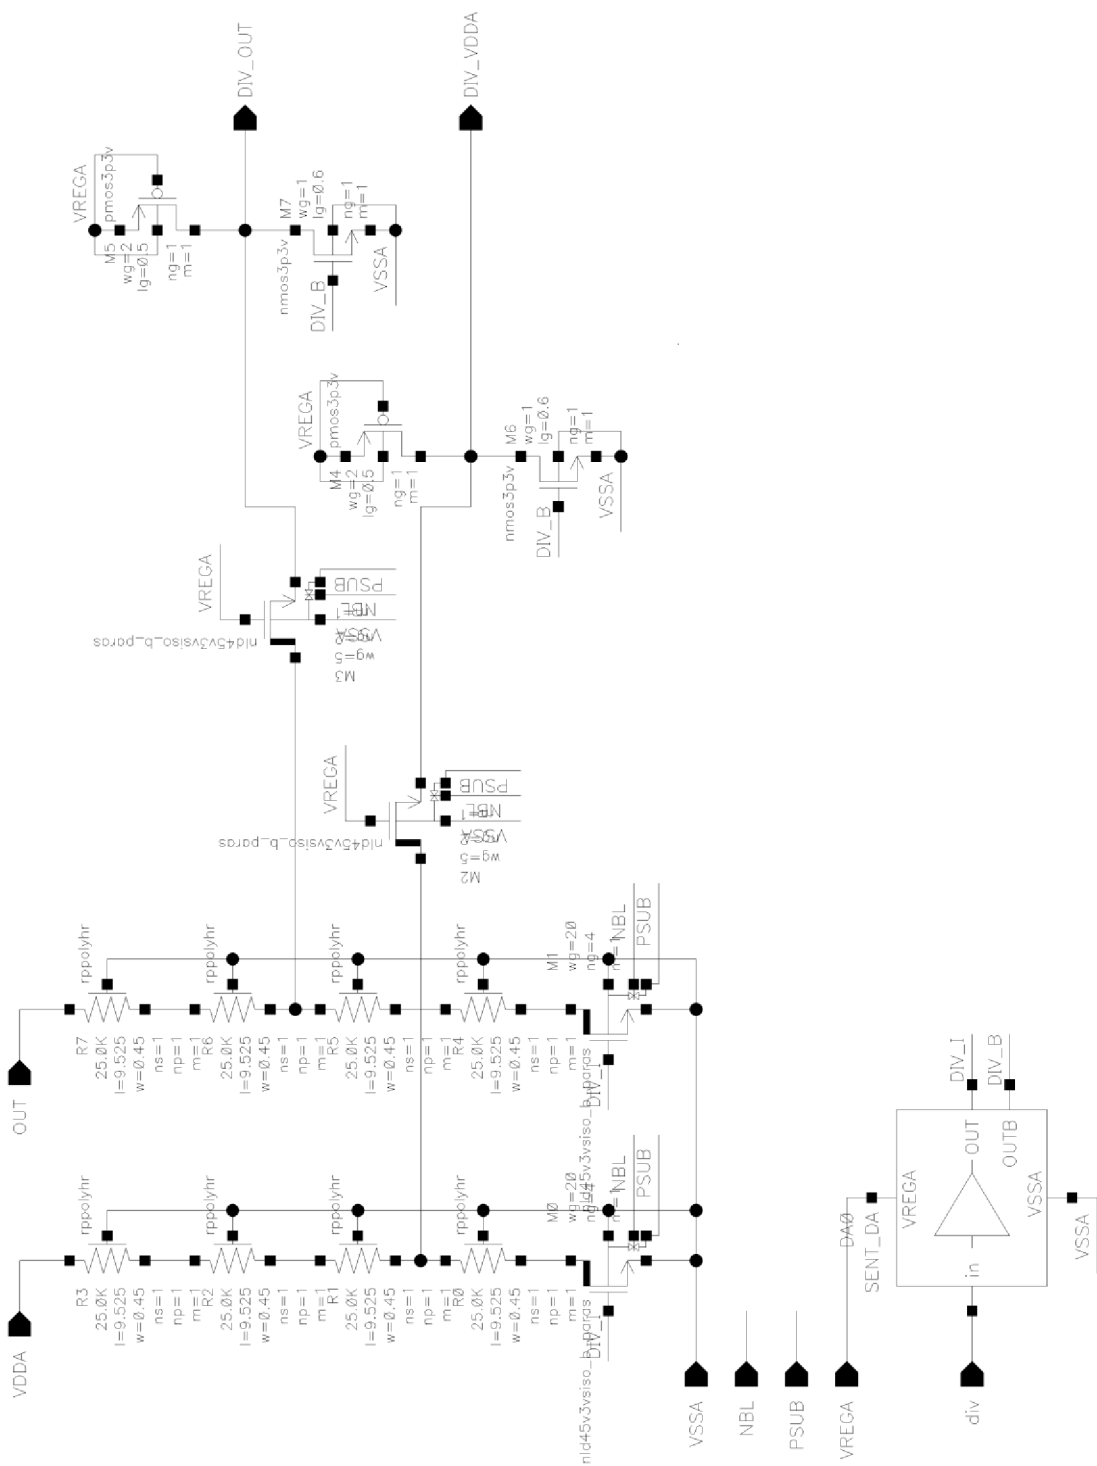 DIV_OUT
DIV_VDDA
VREGA
pmos3p3v
M5
wg=2
lg=0.5
ng=1
m=1
M7
wg=1
lg=0.6
ng=1
m=1
nmos3p3v
DIV_B
VSSA
VREGA
pmos3p3v
M4
wg=2
lg=0.5
ng=1
m=1
M6
wg=1
lg=0.6
ng=1
m=1
nmos3p3v
DIV_B
VSSA
VREGA
nld45v3vsiso_b_paras
PSUB
NBL
VSSA
wg=5
M3
VREGA
nld45v3vsiso_b_paras
PSUB
NBL
VSSA
wg=5
M2
OUT
rppolyhr
R7
25.0K
l=9.525
w=0.45
ns=1
np=1
m=1
rppolyhr
R6
25.0K
l=9.525
w=0.45
ns=1
np=1
m=1
rppolyhr
R5
25.0K
l=9.525
w=0.45
ns=1
np=1
m=1
rppolyhr
R4
25.0K
l=9.525
w=0.45
ns=1
np=1
m=1
M1
wg=20
ng=4
m=1
NBL
PSUB
DIV_I
nld45v3vsiso_b_paras
VDDA
rppolyhr
R3
25.0K
l=9.525
w=0.45
ns=1
np=1
m=1
rppolyhr
R2
25.0K
l=9.525
w=0.45
ns=1
np=1
m=1
rppolyhr
R1
25.0K
l=9.525
w=0.45
ns=1
np=1
m=1
rppolyhr
R0
25.0K
l=9.525
w=0.45
ns=1
np=1
m=1
M0
wg=20
m=1
NBL
PSUB
DIV_I
nld45v3vsiso_b_paras
VSSA
NBL
PSUB
VREGA
div
DA0
SENT_DA
VREGA
in
OUT
OUTB
VSSA
DIV_I
DIV_B
VSSA